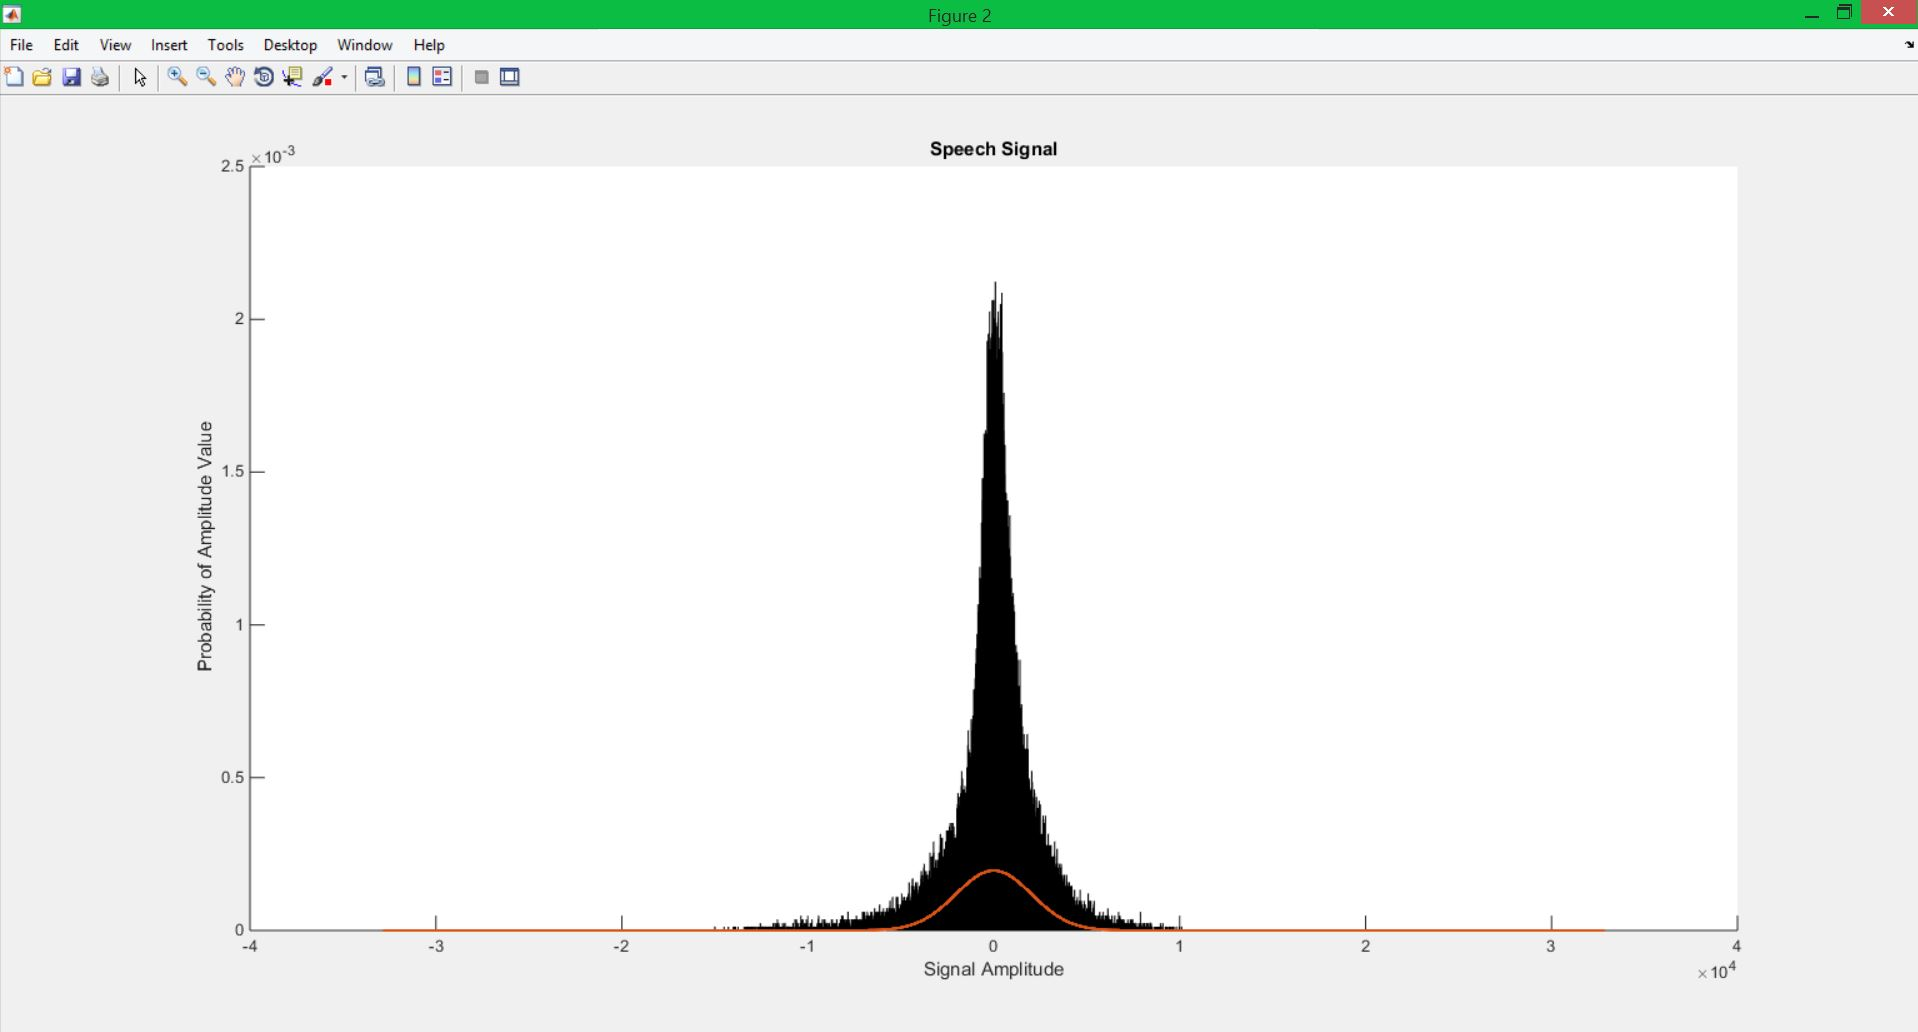 Figure 2
File Edit View Insert Tools Desktop Window Help
Speech Signal
×10^-3
2.5
2
1.5
1
0.5
0
Probability of Amplitude Value
-4 -3 -2 -1 0 1 2 3 4
Signal Amplitude
×10^4